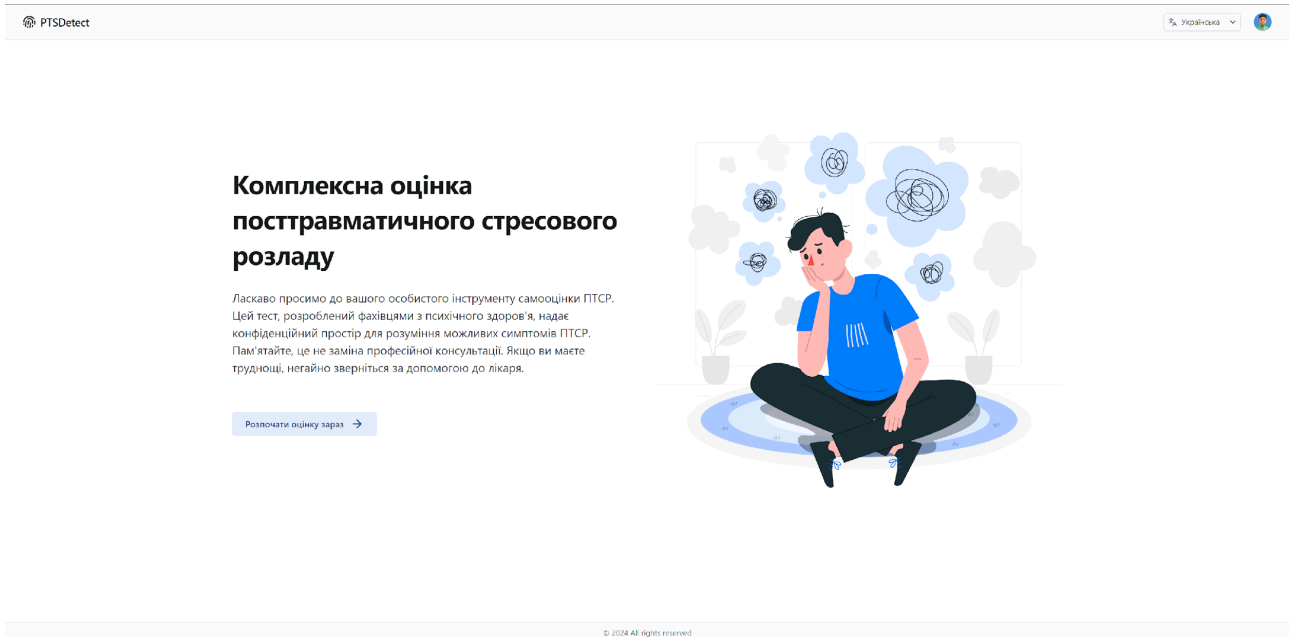 PTSDetect
Українська
Комплексна оцінка
посттравматичного стресового
розладу
Ласкаво просимо до вашого особистого інструменту самооцінки ПТСР.
Цей тест, розроблений фахівцями з психічного здоров'я, надає
конфіденційний простір для розуміння можливих симптомів ПТСР.
Пам'ятайте, це не заміна професійної консультації. Якщо ви маєте
труднощі, негайно зверніться за допомогою до лікаря.
Розпочати оцінку зараз
© 2024 All rights reserved